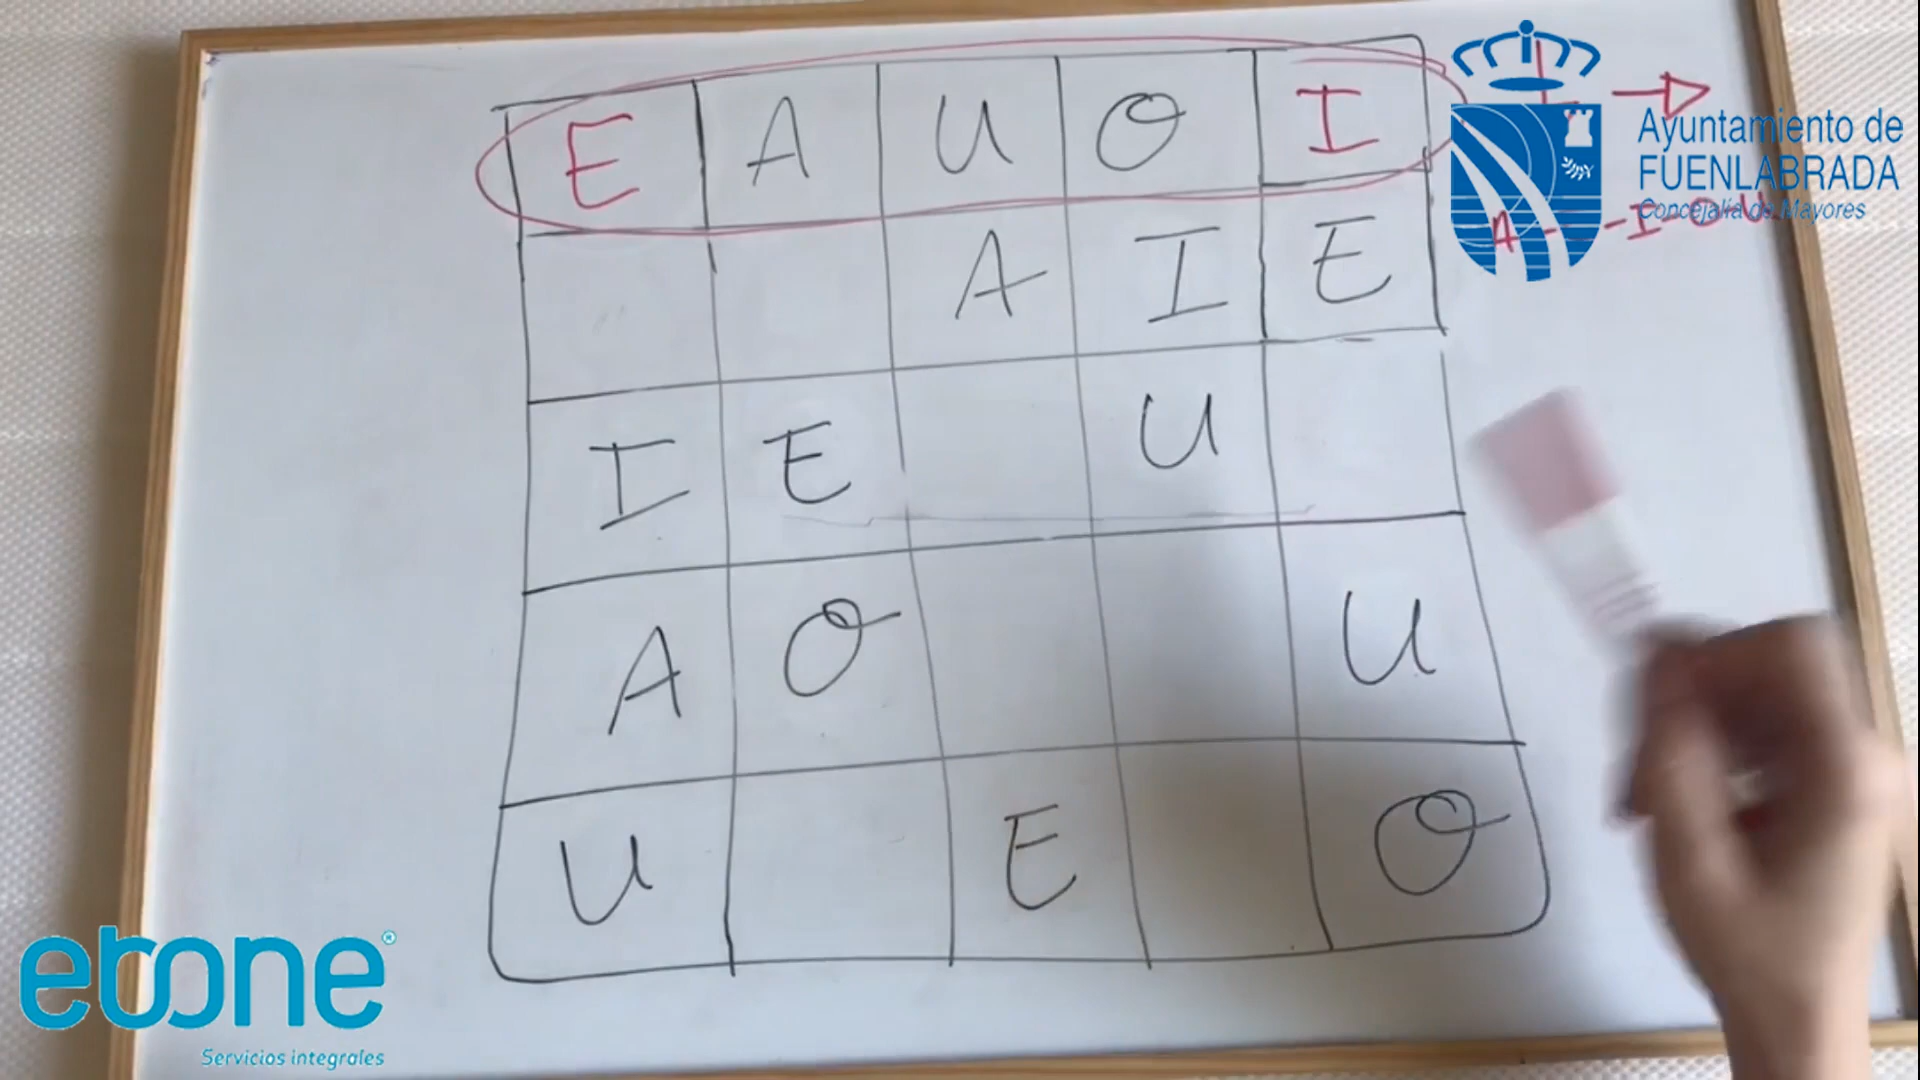 E A U O I
A I E
I E U
A O U
U E O
Ayuntamiento de
FUENLABRADA
Concejalía de Mayores
A - - I - O U
etone®
Servicios integrales